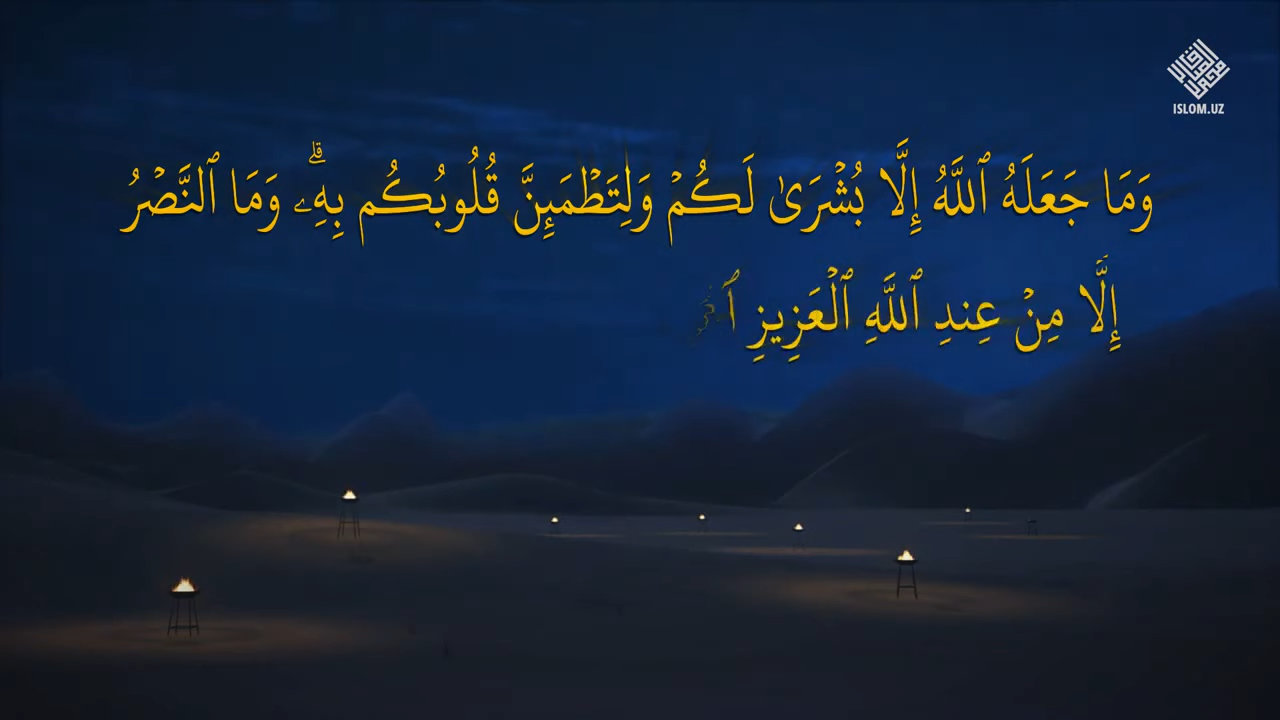 ISLOM.UZ
وَمَا جَعَلَهُ ٱللَّهُ إِلَّا بُشْرَىٰ لَكُمْ وَلِتَطْمَئِنَّ قُلُوبُكُم بِهِۦ ۗ وَمَا ٱلنَّصْرُ
إِلَّا مِنْ عِندِ ٱللَّهِ ٱلْعَزِيزِ